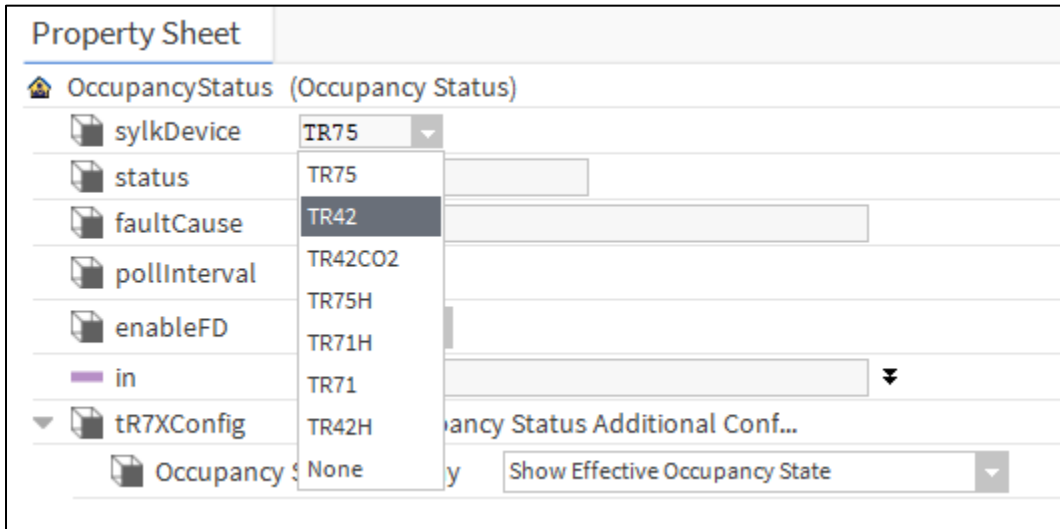 Property Sheet
OccupancyStatus (Occupancy Status)
sylkDevice TR75
status TR75
TR42
faultCause
TR42CO2
pollInterval
TR75H
enableFD
TR71H
in TR71
tR7XConfig TR42H ancy Status Additional Conf...
Occupancy S None y Show Effective Occupancy State